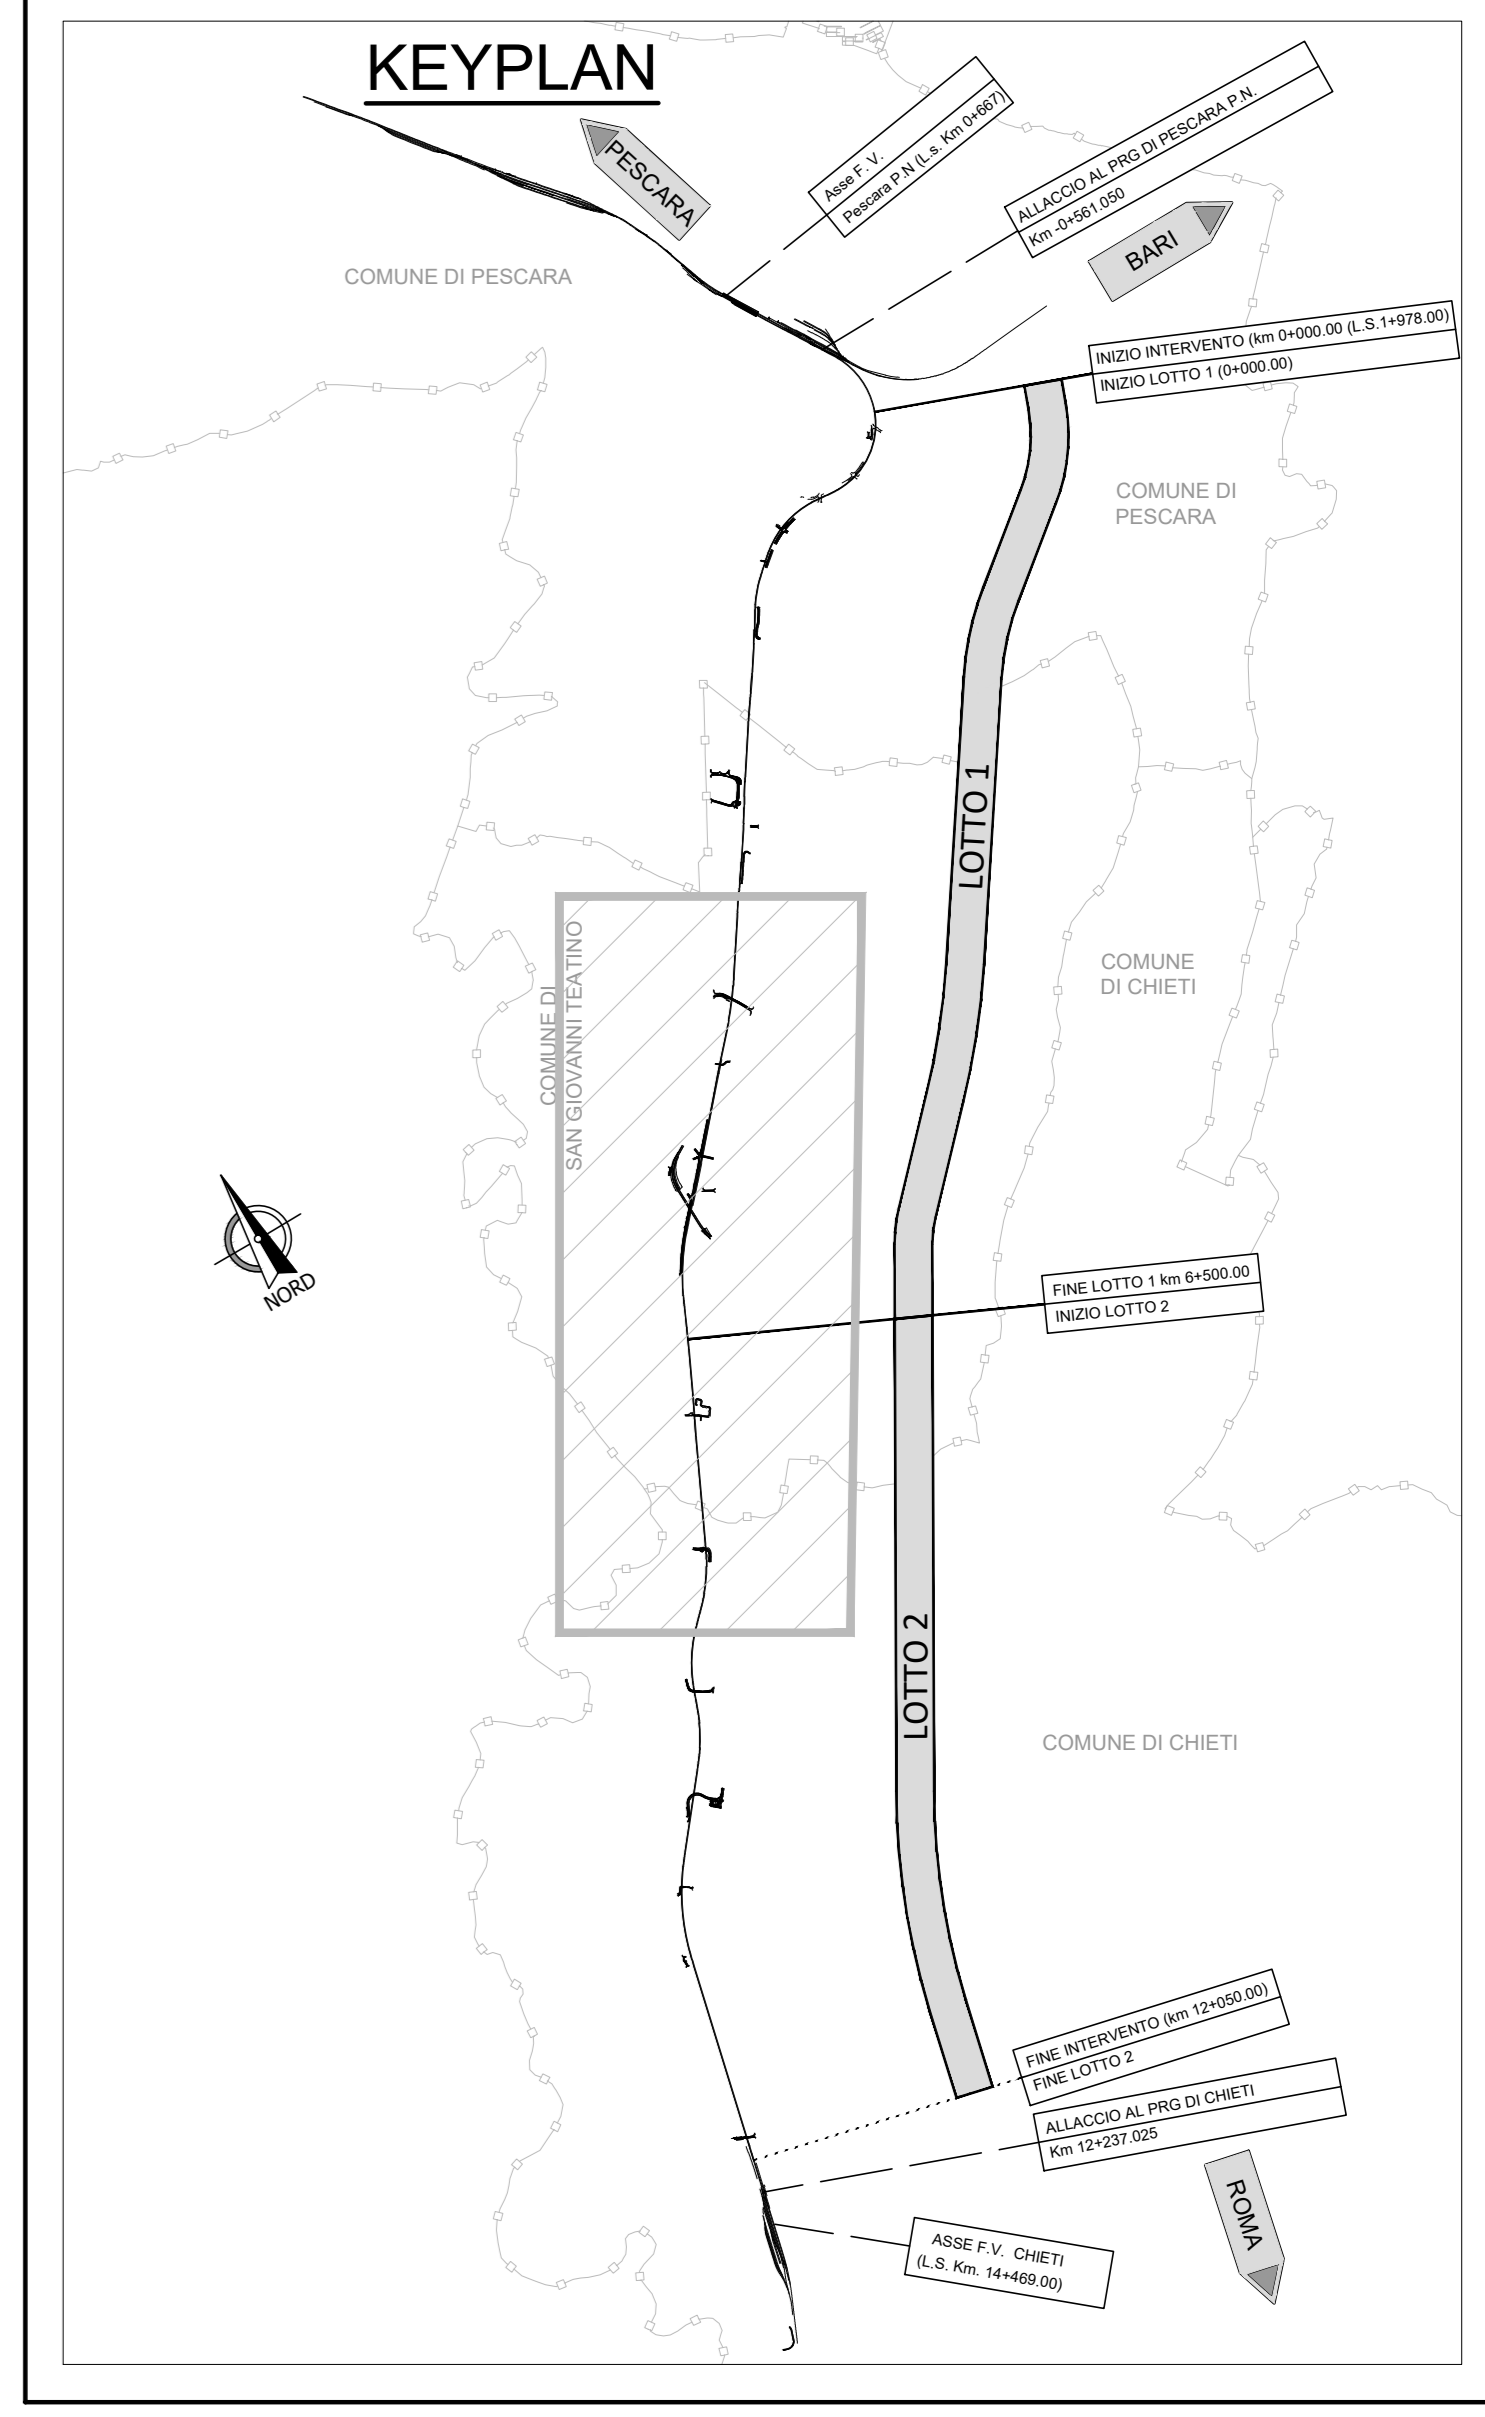 KEYPLAN
PESCARA
Asse F. V.
Pescara P.N (L.s. Km 0+667)
ALLACCIO AL PRG DI PESCARA P.N.
Km -0+561.050
BARI
COMUNE DI PESCARA
INIZIO INTERVENTO (km 0+000.00 (L.S.1+978.00)
INIZIO LOTTO 1 (0+000.00)
COMUNE DI
PESCARA
LOTTO 1
COMUNE DI
SAN GIOVANNI TEATINO
COMUNE
DI CHIETI
NORD
FINE LOTTO 1 km 6+500.00
INIZIO LOTTO 2
LOTTO 2
COMUNE DI CHIETI
FINE INTERVENTO (km 12+050.00)
FINE LOTTO 2
ALLACCIO AL PRG DI CHIETI
Km 12+237.025
ROMA
ASSE F.V. CHIETI
(L.S. Km. 14+469.00)